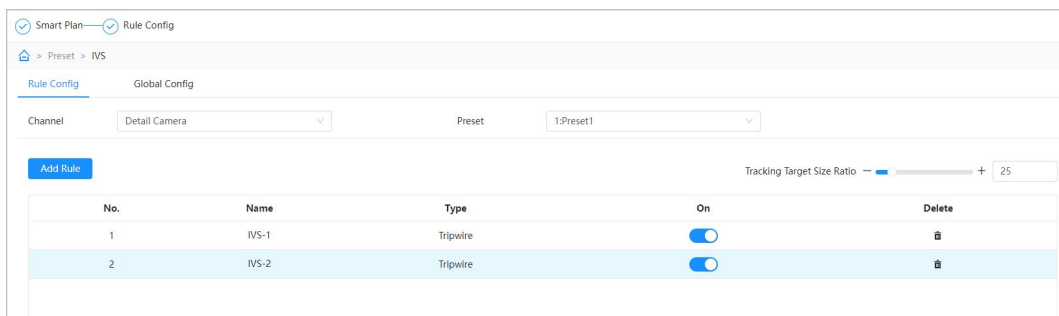 Smart Plan Rule Config
> Preset > IVS
Rule Config Global Config
Channel Detail Camera Preset 1:Preset1
Add Rule Tracking Target Size Ratio − + 25
No. Name Type On Delete
1 IVS-1 Tripwire
2 IVS-2 Tripwire